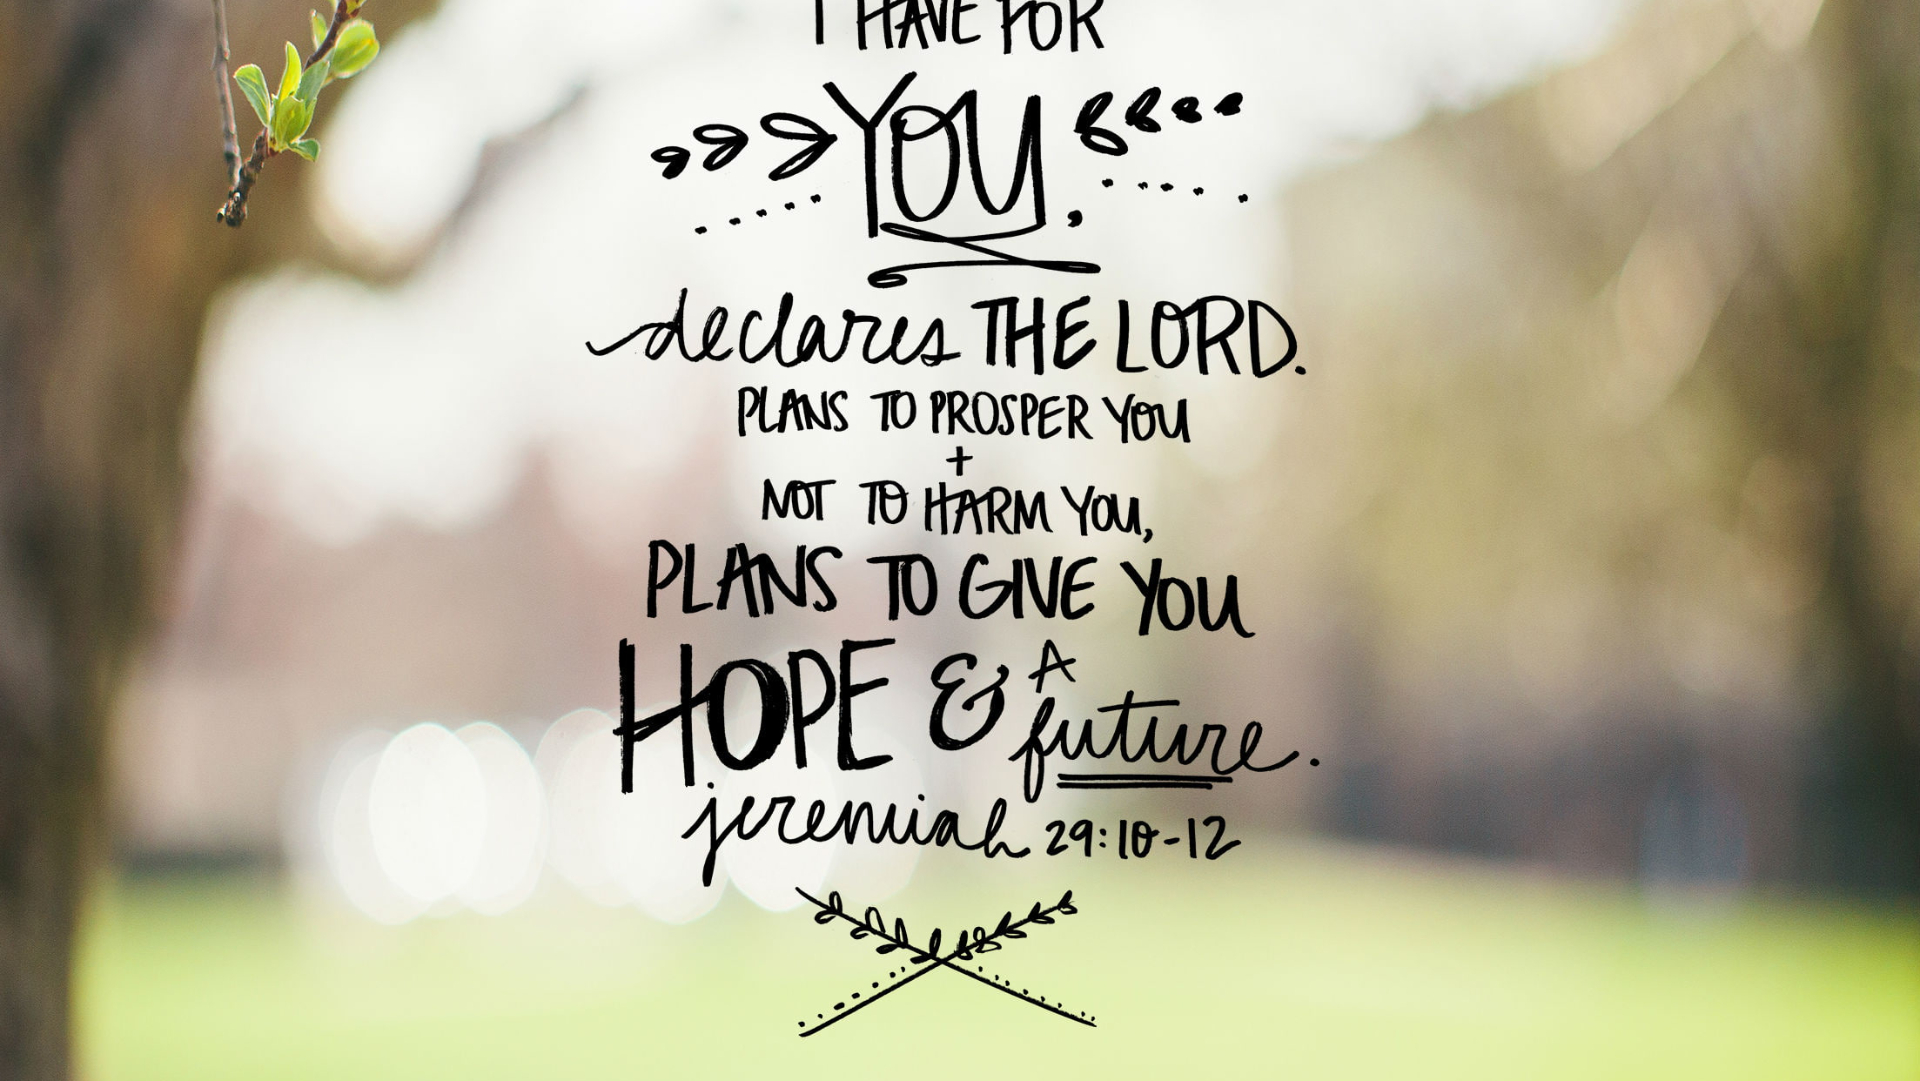 I HAVE FOR
YOU,
declares THE LORD.
PLANS TO PROSPER YOU
+
NOT TO HARM YOU,
PLANS TO GIVE YOU
HOPE & A
future.
jeremiah 29:10-12